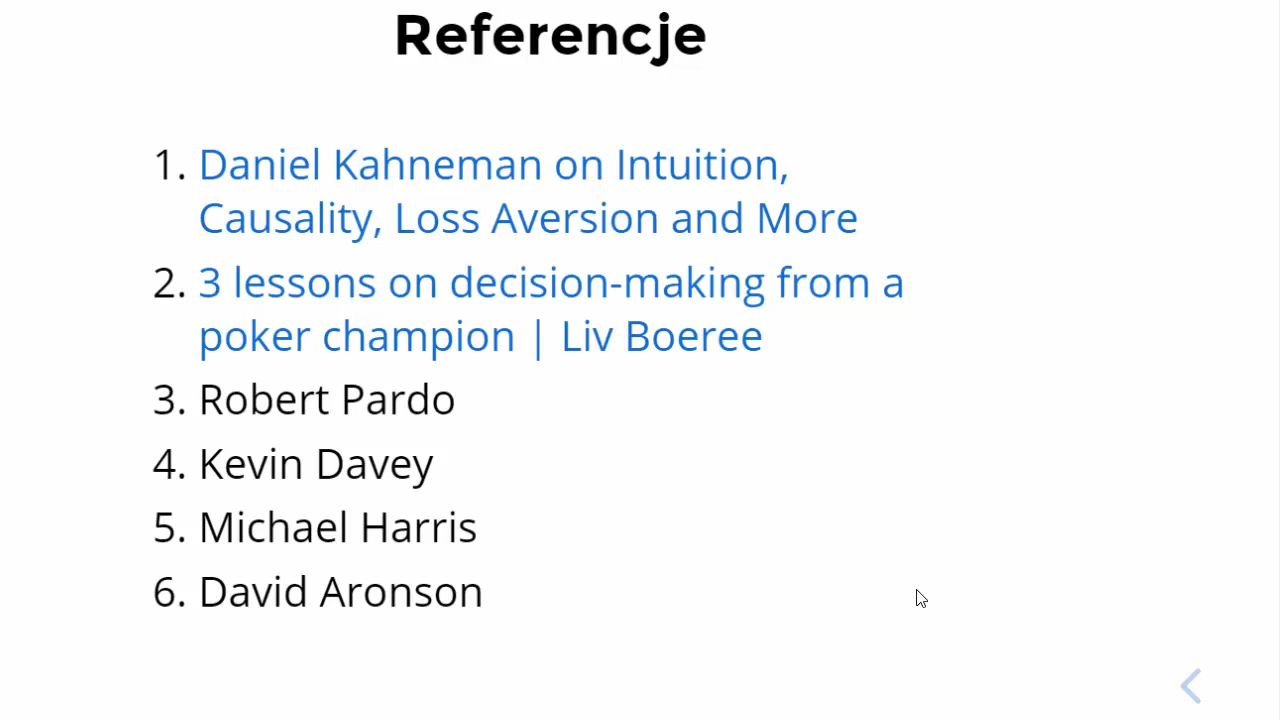 Referencje
1. Daniel Kahneman on Intuition,
Causality, Loss Aversion and More
2. 3 lessons on decision-making from a
poker champion | Liv Boeree
3. Robert Pardo
4. Kevin Davey
5. Michael Harris
6. David Aronson